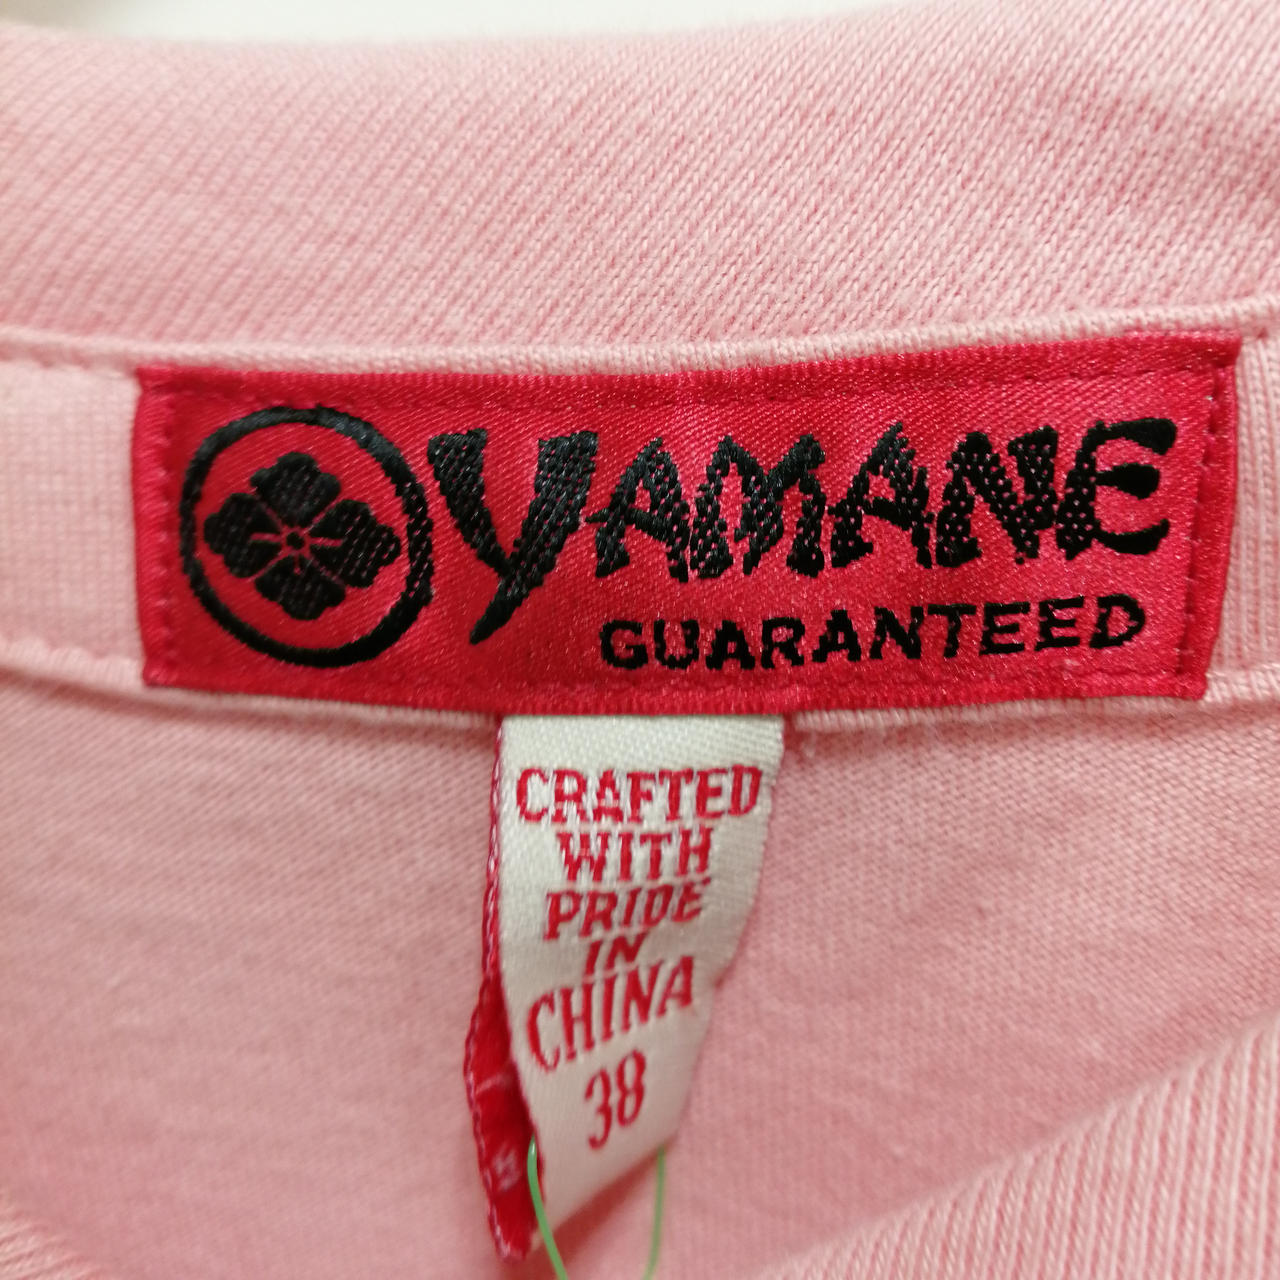 YAMANE
GUARANTEED
CRAFTED
WITH
PRIDE
IN
CHINA
38